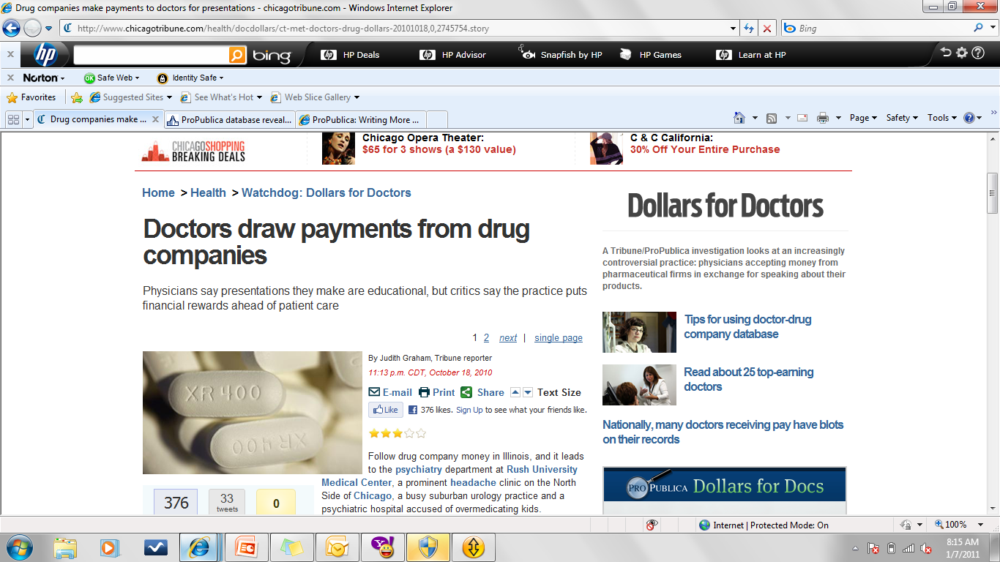 Drug companies make payments to doctors for presentations - chicagotribune.com - Windows Internet Explorer
http://www.chicagotribune.com/health/docdollars/ct-met-doctors-drug-dollars-20101018,0,2745754.story
Bing
hp
bing
HP Deals
HP Advisor
Snapfish by HP
HP Games
Learn at HP
Norton
OK Safe Web
Identity Safe
Favorites
Suggested Sites
See What's Hot
Web Slice Gallery
Drug companies make ...
ProPublica database reveal...
ProPublica: Writing More ...
Page
Safety
Tools
CHICAGOSHOPPING
BREAKING DEALS
Chicago Opera Theater:
$65 for 3 shows (a $130 value)
C & C California:
30% Off Your Entire Purchase
Home > Health > Watchdog: Dollars for Doctors
Doctors draw payments from drug
companies
Physicians say presentations they make are educational, but critics say the practice puts
financial rewards ahead of patient care
1 2 next | single page
XR 400
XR 400
By Judith Graham, Tribune reporter
11:13 p.m. CDT, October 18, 2010
E-mail Print Share Text Size
Like 376 likes. Sign Up to see what your friends like.
Follow drug company money in Illinois, and it leads
to the psychiatry department at Rush University
Medical Center, a prominent headache clinic on the North
Side of Chicago, a busy suburban urology practice and a
psychiatric hospital accused of overmedicating kids.
376
33
tweets
0
Dollars for Doctors
A Tribune/ProPublica investigation looks at an increasingly
controversial practice: physicians accepting money from
pharmaceutical firms in exchange for speaking about their
products.
Tips for using doctor-drug
company database
Read about 25 top-earning
doctors
Nationally, many doctors receiving pay have blots
on their records
PROPUBLICA Dollars for Docs
Internet | Protected Mode: On
100%
8:15 AM
1/7/2011